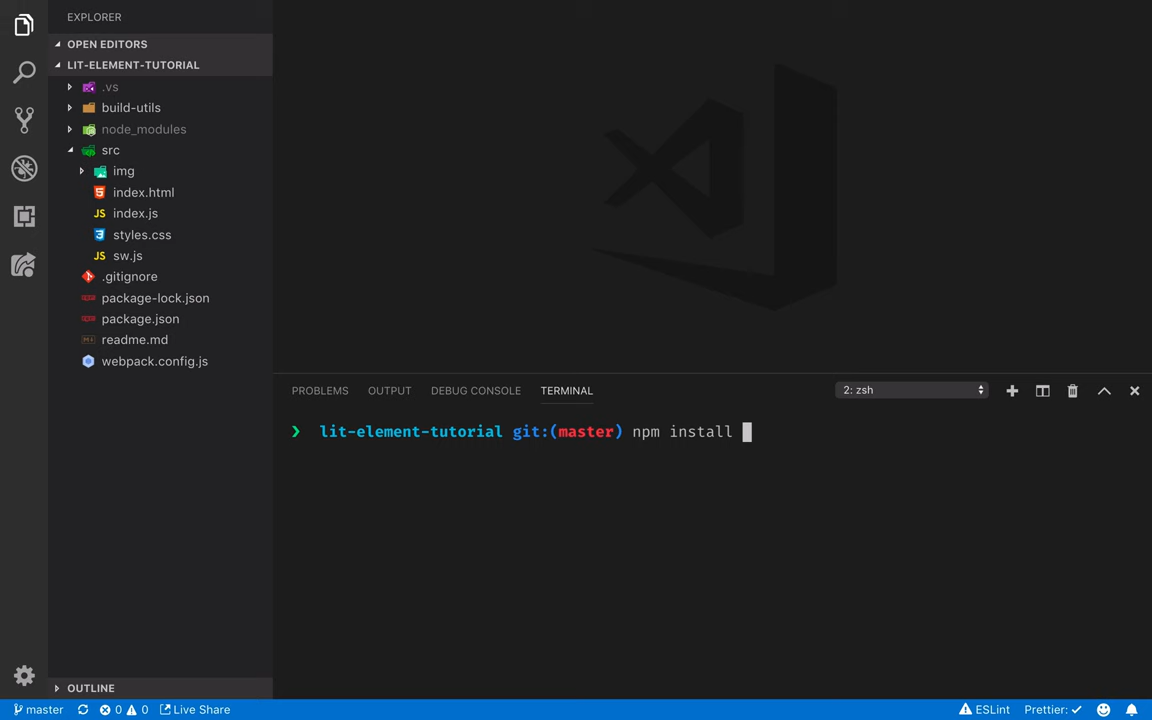 EXPLORER
OPEN EDITORS
LIT-ELEMENT-TUTORIAL
.vs
build-utils
node_modules
src
img
index.html
JS index.js
styles.css
JS sw.js
.gitignore
package-lock.json
package.json
readme.md
webpack.config.js
OUTLINE
PROBLEMS OUTPUT DEBUG CONSOLE TERMINAL 2: zsh
❯ lit-element-tutorial git:(master) npm install
master 0 0 Live Share ESLint Prettier: ✓